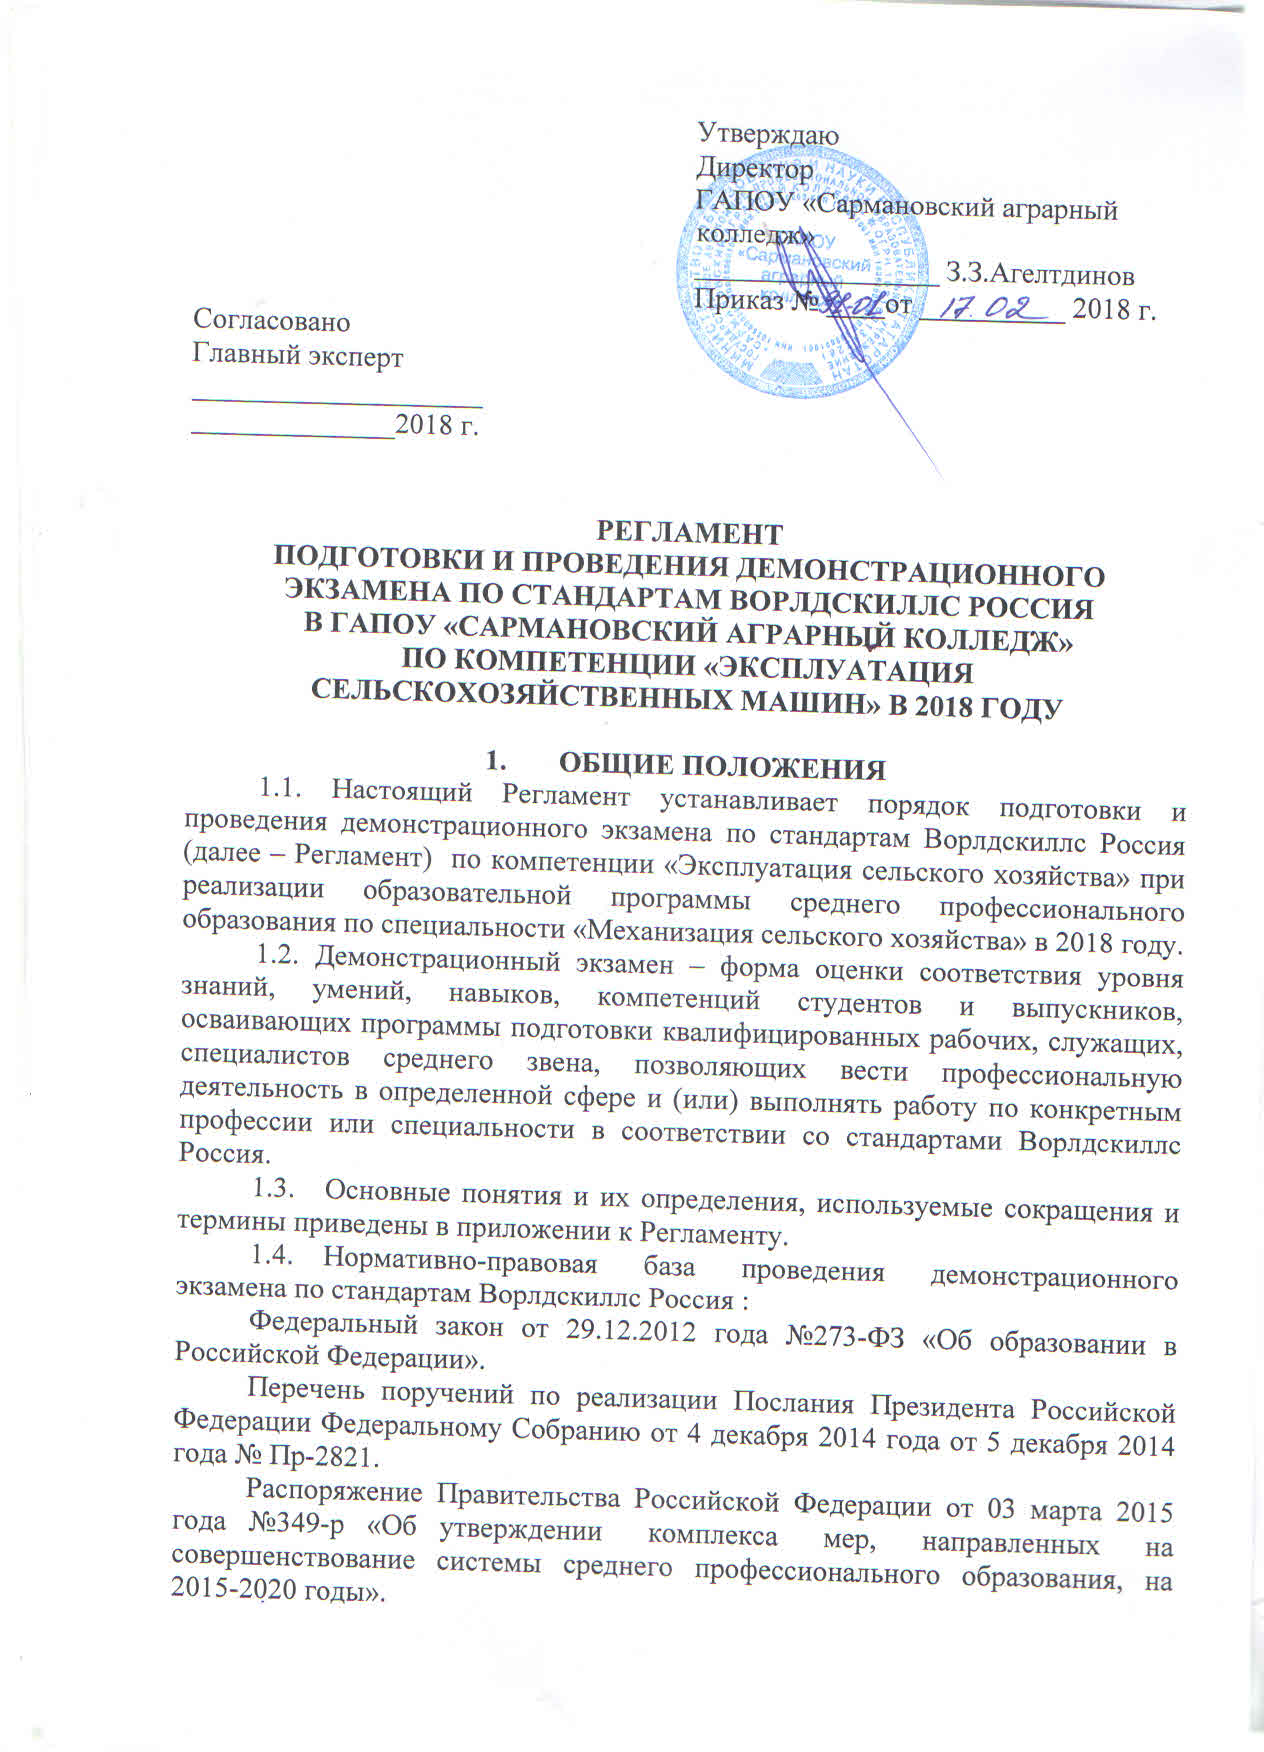 Утверждаю
Директор
ГАПОУ «Сармановский аграрный
колледж»
З.З.Агелтдинов
Приказ № от 17.02 2018 г.
Согласовано
Главный эксперт
2018 г.
РЕГЛАМЕНТ
ПОДГОТОВКИ И ПРОВЕДЕНИЯ ДЕМОНСТРАЦИОННОГО
ЭКЗАМЕНА ПО СТАНДАРТАМ ВОРЛДСКИЛЛС РОССИЯ
В ГАПОУ «САРМАНОВСКИЙ АГРАРНЫЙ КОЛЛЕДЖ»
ПО КОМПЕТЕНЦИИ «ЭКСПЛУАТАЦИЯ
СЕЛЬСКОХОЗЯЙСТВЕННЫХ МАШИН» В 2018 ГОДУ
1. ОБЩИЕ ПОЛОЖЕНИЯ
1.1. Настоящий Регламент устанавливает порядок подготовки и
проведения демонстрационного экзамена по стандартам Ворлдскиллс Россия
(далее – Регламент) по компетенции «Эксплуатация сельского хозяйства» при
реализации образовательной программы среднего профессионального
образования по специальности «Механизация сельского хозяйства» в 2018 году.
1.2. Демонстрационный экзамен – форма оценки соответствия уровня
знаний, умений, навыков, компетенций студентов и выпускников,
осваивающих программы подготовки квалифицированных рабочих, служащих,
специалистов среднего звена, позволяющих вести профессиональную
деятельность в определенной сфере и (или) выполнять работу по конкретным
профессии или специальности в соответствии со стандартами Ворлдскиллс
Россия.
1.3. Основные понятия и их определения, используемые сокращения и
термины приведены в приложении к Регламенту.
1.4. Нормативно-правовая база проведения демонстрационного
экзамена по стандартам Ворлдскиллс Россия :
Федеральный закон от 29.12.2012 года №273-ФЗ «Об образовании в
Российской Федерации».
Перечень поручений по реализации Послания Президента Российской
Федерации Федеральному Собранию от 4 декабря 2014 года от 5 декабря 2014
года № Пр-2821.
Распоряжение Правительства Российской Федерации от 03 марта 2015
года №349-р «Об утверждении комплекса мер, направленных на
совершенствование системы среднего профессионального образования, на
2015-2020 годы».